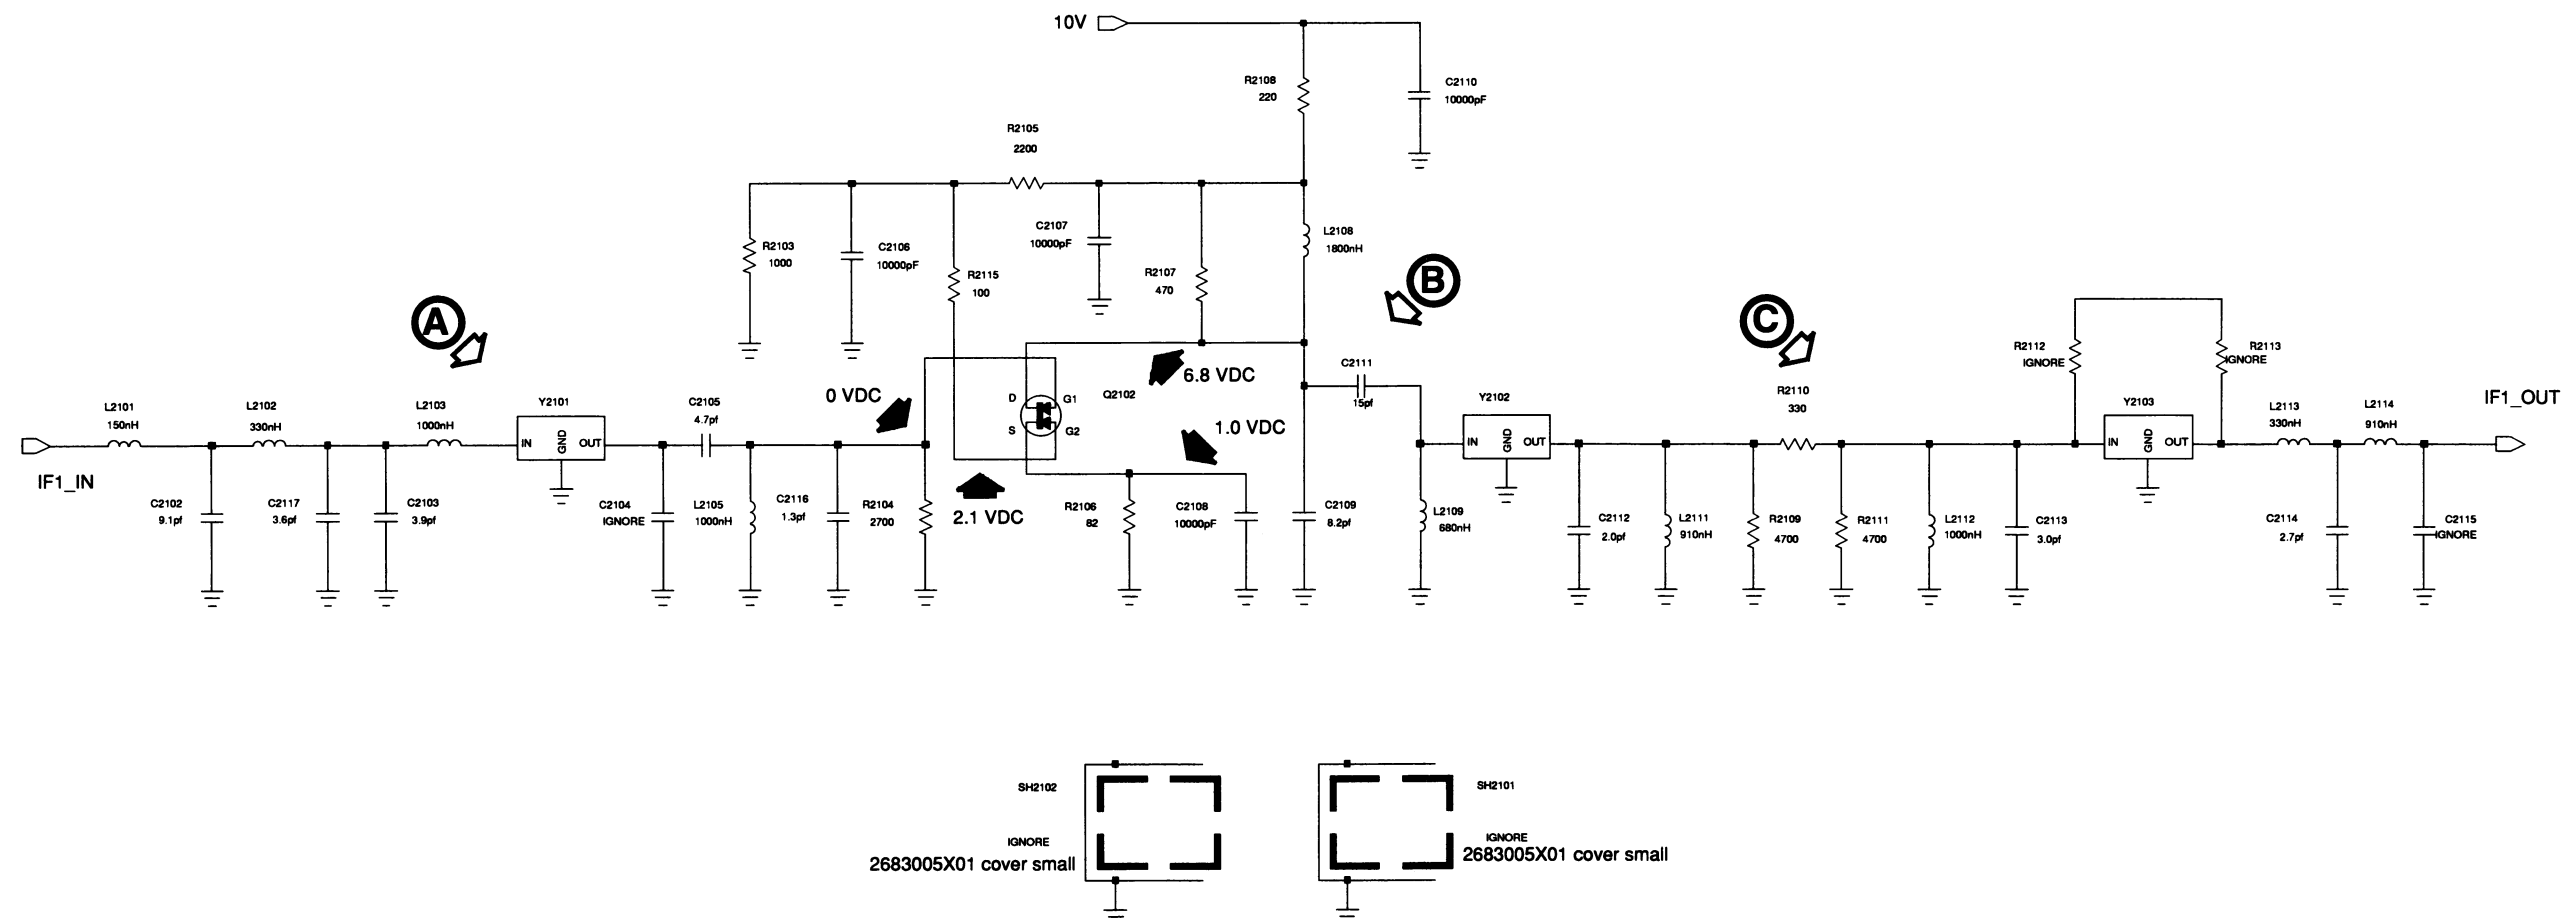 10V
R2108
220
C2110
10000pF
R2105
2200
R2103
1000
C2106
10000pF
R2115
100
C2107
10000pF
R2107
470
L2108
1800nH
A
B
C
L2101
150nH
L2102
330nH
L2103
1000nH
Y2101
IN
GND
OUT
C2105
4.7pf
0 VDC
D
G1
S
G2
Q2102
6.8 VDC
1.0 VDC
2.1 VDC
C2111
15pf
Y2102
IN
GND
OUT
R2110
330
R2112
IGNORE
R2113
IGNORE
Y2103
IN
GND
OUT
L2113
330nH
L2114
910nH
IF1_OUT
IF1_IN
C2102
9.1pf
C2117
3.6pf
C2103
3.9pf
C2104
IGNORE
L2105
1000nH
C2116
1.3pf
R2104
2700
R2106
82
C2108
10000pF
C2109
8.2pf
L2109
680nH
C2112
2.0pf
L2111
910nH
R2109
4700
R2111
4700
L2112
1000nH
C2113
3.0pf
C2114
2.7pf
C2115
IGNORE
SH2102
IGNORE
2683005X01 cover small
SH2101
IGNORE
2683005X01 cover small